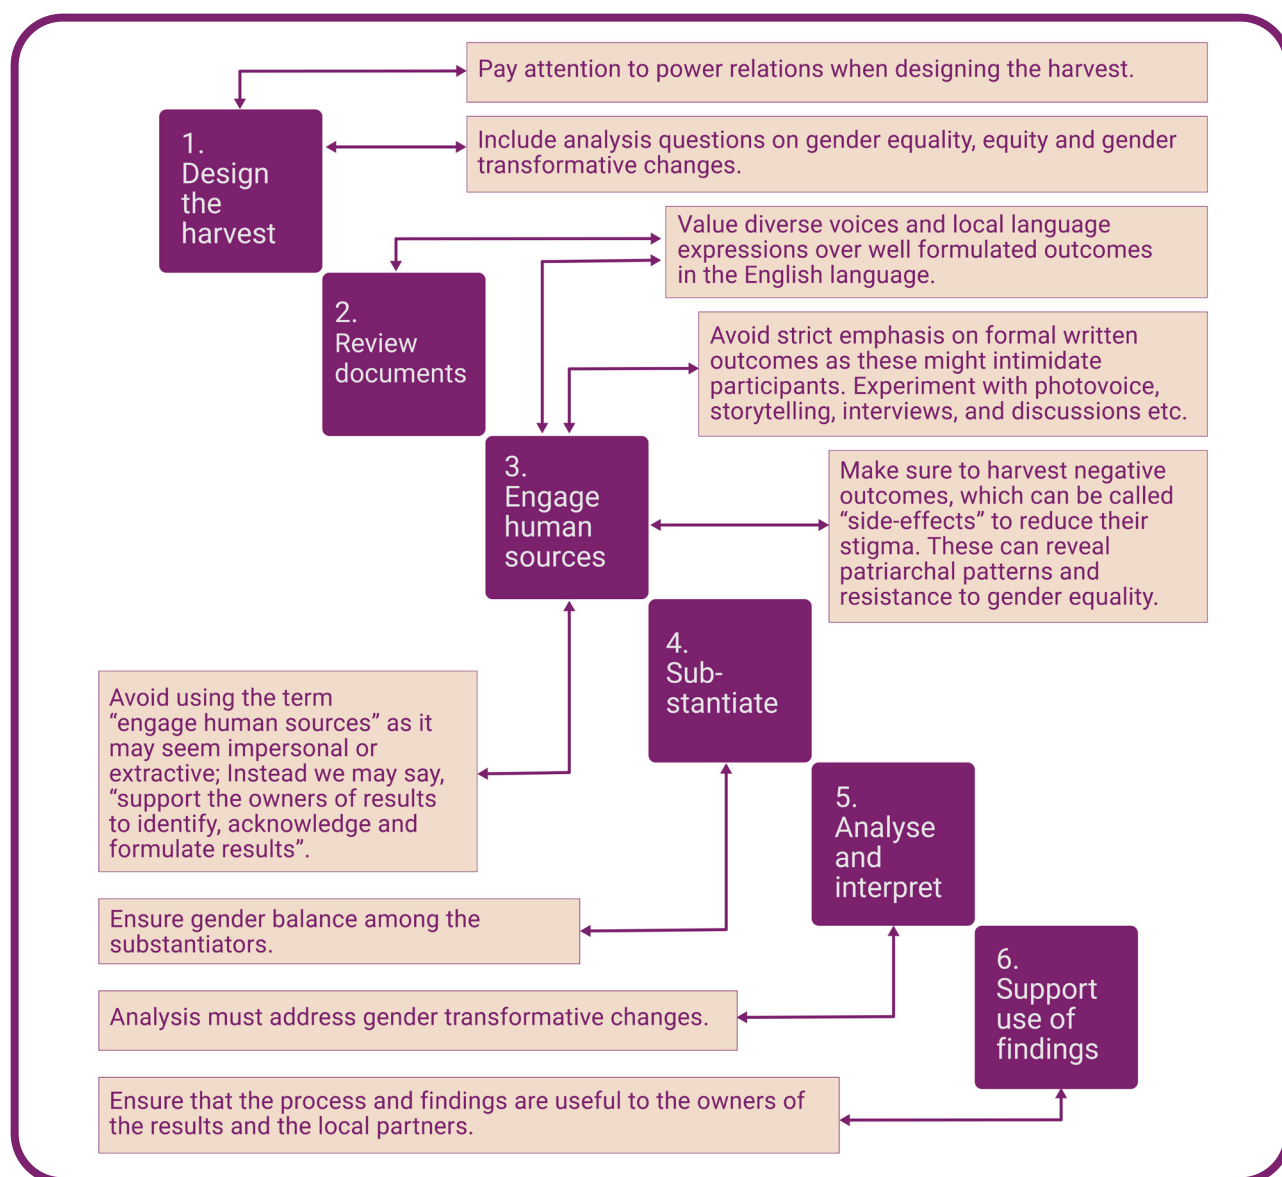 Pay attention to power relations when designing the harvest.
1.
Design
the
harvest
Include analysis questions on gender equality, equity and gender
transformative changes.
Value diverse voices and local language
expressions over well formulated outcomes
in the English language.
2.
Review
documents
Avoid strict emphasis on formal written
outcomes as these might intimidate
participants. Experiment with photovoice,
storytelling, interviews, and discussions etc.
3.
Engage
human
sources
Make sure to harvest negative
outcomes, which can be called
“side-effects” to reduce their
stigma. These can reveal
patriarchal patterns and
resistance to gender equality.
4.
Sub-
stantiate
Avoid using the term
“engage human sources” as it
may seem impersonal or
extractive; Instead we may say,
“support the owners of results
to identify, acknowledge and
formulate results”.
5.
Analyse
and
interpret
Ensure gender balance among the
substantiators.
6.
Support
use of
findings
Analysis must address gender transformative changes.
Ensure that the process and findings are useful to the owners of
the results and the local partners.